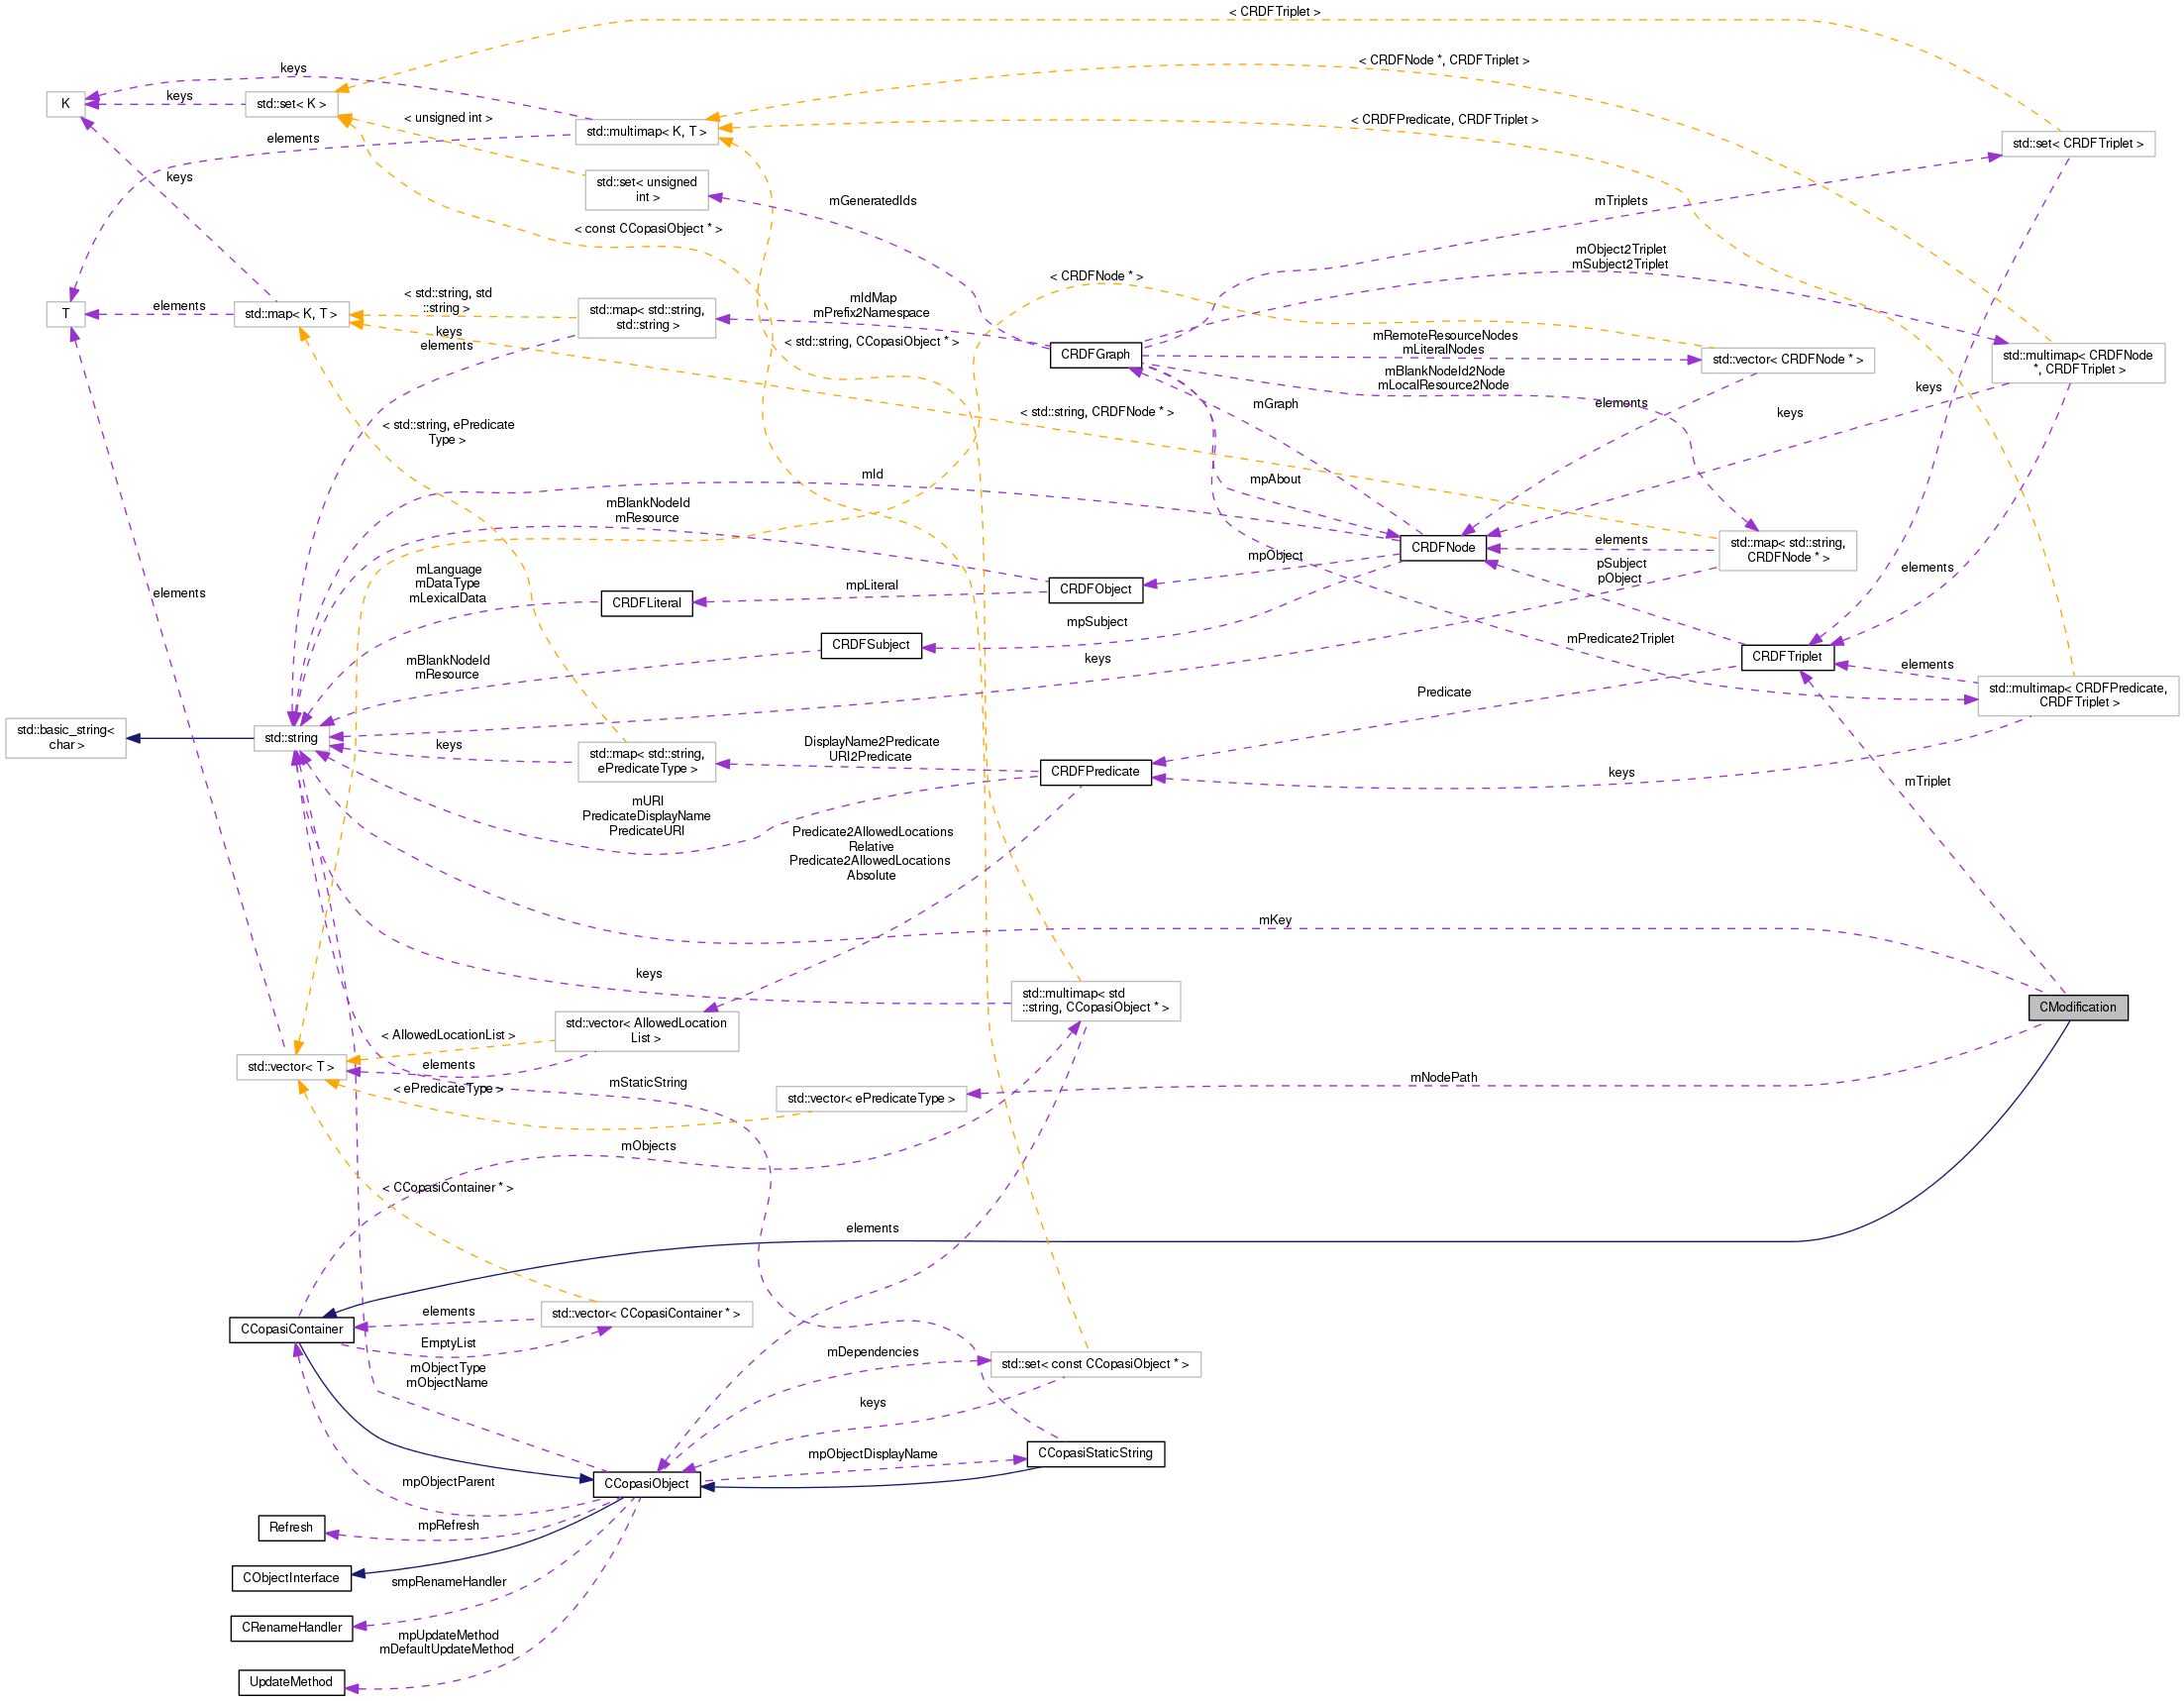 < CRDFTriplet >
< CRDFNode *, CRDFTriplet >
keys
K
keys
std::set< K >
< unsigned int >
std::multimap< K, T >
< CRDFPredicate, CRDFTriplet >
std::set< CRDFTriplet >
elements
keys
std::set< unsigned
int >
mGeneratedIds
mTriplets
< const CCopasiObject * >
mObject2Triplet
mSubject2Triplet
< CRDFNode * >
T
elements
std::map< K, T >
< std::string, std
::string >
std::map< std::string,
std::string >
mIdMap
mPrefix2Namespace
keys
elements
< std::string, CCopasiObject * >
CRDFGraph
mRemoteResourceNodes
mLiteralNodes
std::vector< CRDFNode * >
std::multimap< CRDFNode
*, CRDFTriplet >
mBlankNodeId2Node
mLocalResource2Node
keys
mGraph
elements
keys
< std::string, CRDFNode * >
< std::string, ePredicate
Type >
mId
mpAbout
mBlankNodeId
mResource
CRDFNode
elements
std::map< std::string,
CRDFNode * >
mpObject
pSubject
pObject
elements
mLanguage
mDataType
mLexicalData
CRDFLiteral
mpLiteral
CRDFObject
elements
mpSubject
CRDFSubject
mPredicate2Triplet
CRDFTriplet
elements
keys
mBlankNodeId
mResource
Predicate
std::multimap< CRDFPredicate,
CRDFTriplet >
std::basic_string<
char >
std::string
keys
std::map< std::string,
ePredicateType >
DisplayName2Predicate
URI2Predicate
CRDFPredicate
keys
mTriplet
mURI
PredicateDisplayName
PredicateURI
Predicate2AllowedLocations
Relative
Predicate2AllowedLocations
Absolute
mKey
keys
std::multimap< std
::string, CCopasiObject * >
CModification
std::vector< AllowedLocation
List >
< AllowedLocationList >
std::vector< T >
elements
< ePredicateType >
mStaticString
std::vector< ePredicateType >
mNodePath
mObjects
< CCopasiContainer * >
elements
CCopasiContainer
elements
std::vector< CCopasiContainer * >
EmptyList
mObjectType
mObjectName
mDependencies
std::set< const CCopasiObject * >
keys
mpObjectParent
CCopasiObject
mpObjectDisplayName
CCopasiStaticString
Refresh
mpRefresh
CObjectInterface
smpRenameHandler
CRenameHandler
mpUpdateMethod
mDefaultUpdateMethod
UpdateMethod